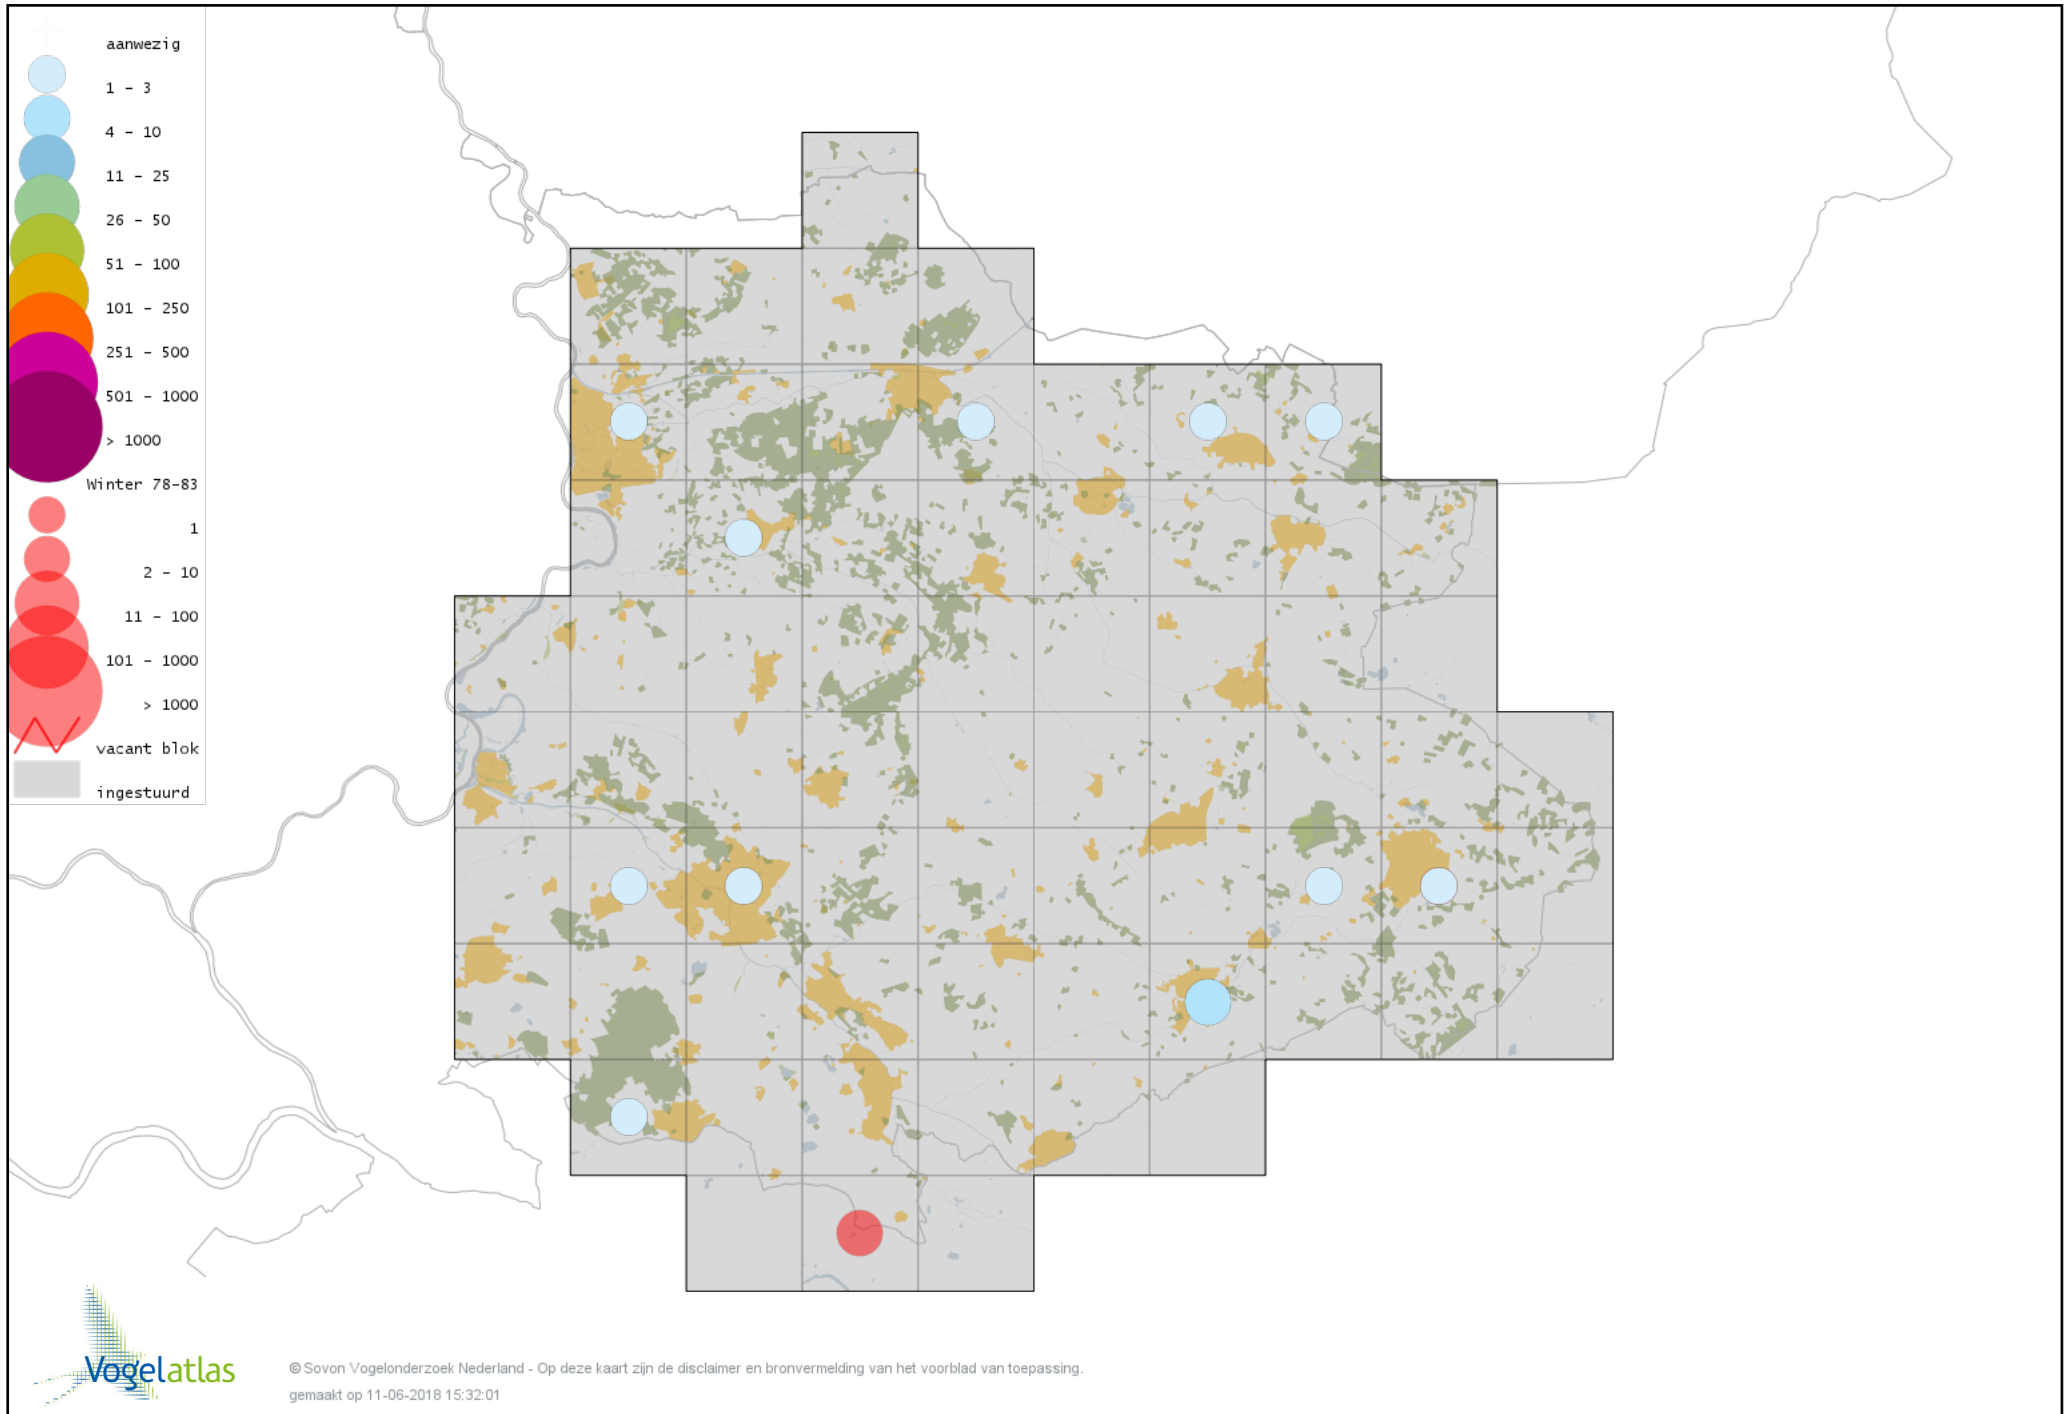 aanwezig
1 - 3
4 - 10
11 - 25
26 - 50
51 - 100
101 - 250
251 - 500
501 - 1000
> 1000
Winter 78-83
1
2 - 10
11 - 100
101 - 1000
> 1000
vacant blok
ingestuurd
Vogelatlas
© Sovon Vogelonderzoek Nederland - Op deze kaart zijn de disclaimer en bronvermelding van het voorblad van toepassing.
gemaakt op 11-06-2018 15:32:01